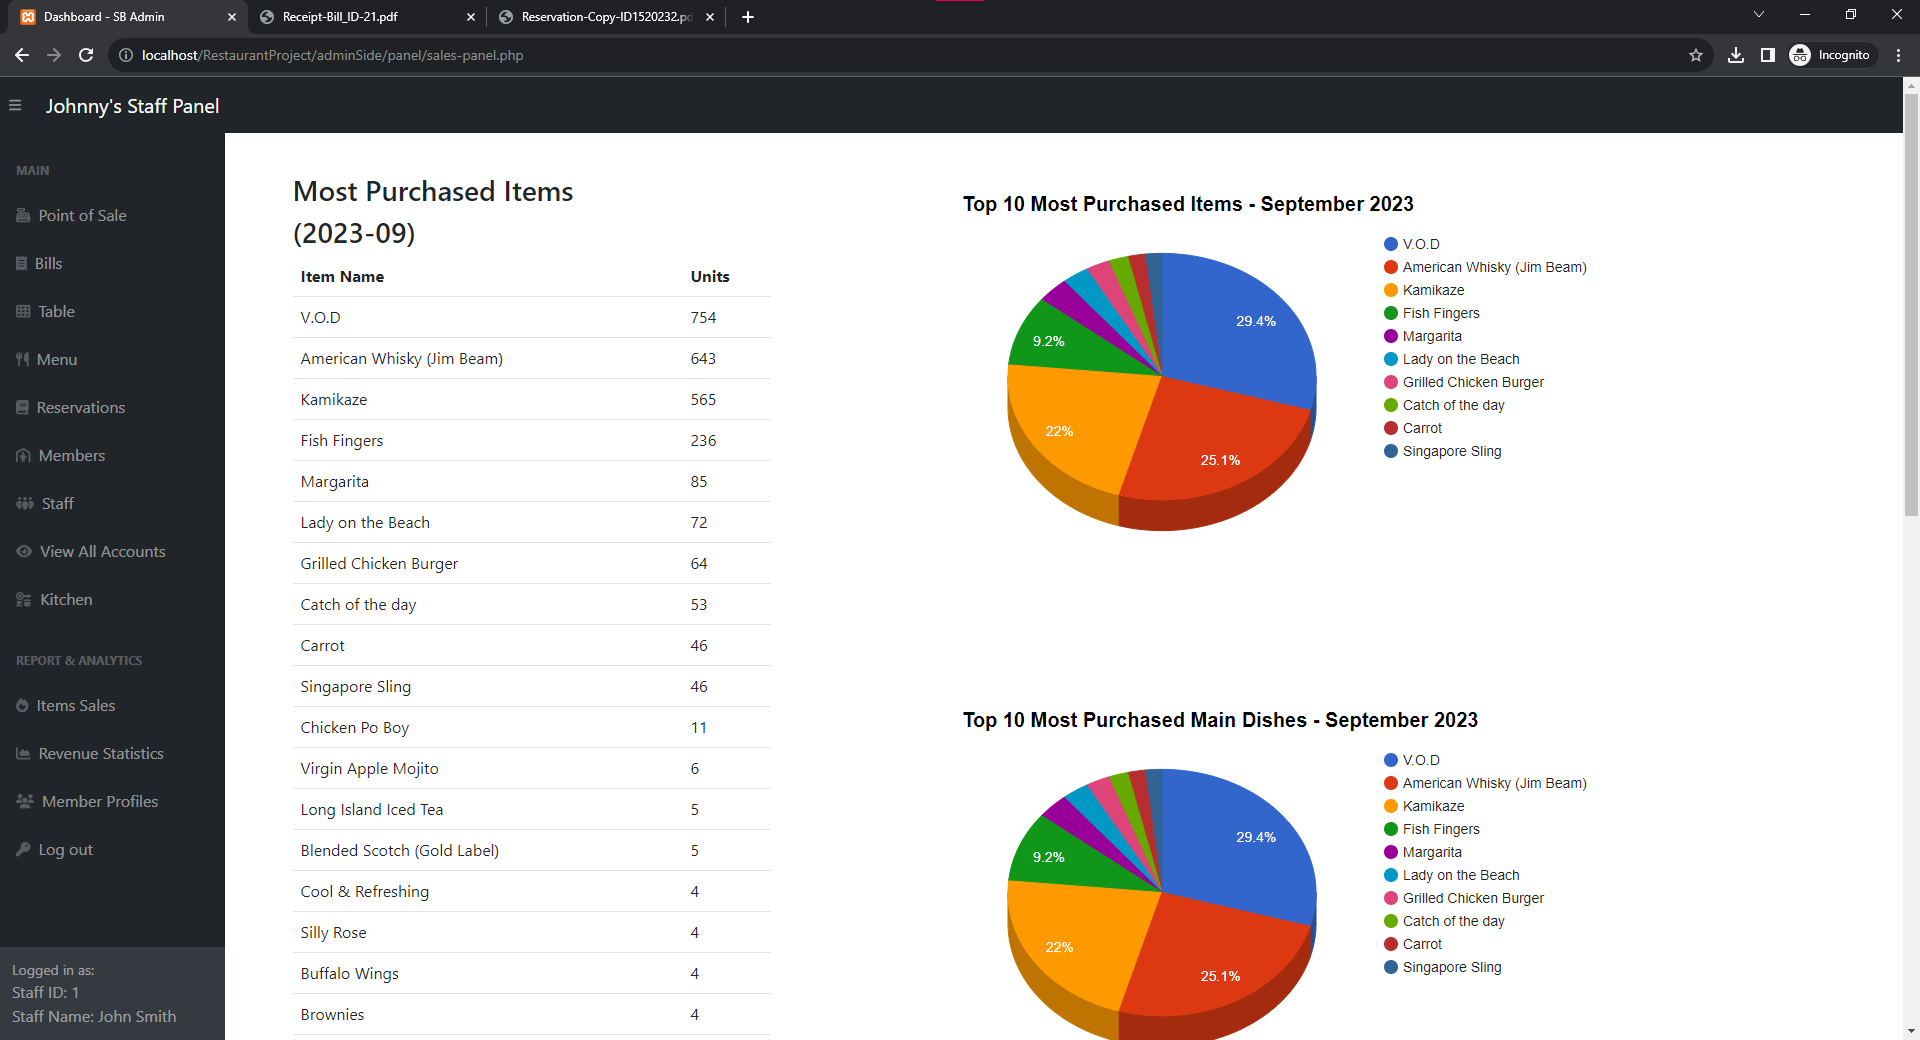 Dashboard - SB Admin
Receipt-Bill_ID-21.pdf
Reservation-Copy-ID1520232.pd
localhost/RestaurantProject/adminSide/panel/sales-panel.php
Incognito
Johnny's Staff Panel
MAIN
Point of Sale
Bills
Table
Menu
Reservations
Members
Staff
View All Accounts
Kitchen
REPORT & ANALYTICS
Items Sales
Revenue Statistics
Member Profiles
Log out
Logged in as:
Staff ID: 1
Staff Name: John Smith
Most Purchased Items
(2023-09)
Item Name Units
V.O.D 754
American Whisky (Jim Beam) 643
Kamikaze 565
Fish Fingers 236
Margarita 85
Lady on the Beach 72
Grilled Chicken Burger 64
Catch of the day 53
Carrot 46
Singapore Sling 46
Chicken Po Boy 11
Virgin Apple Mojito 6
Long Island Iced Tea 5
Blended Scotch (Gold Label) 5
Cool & Refreshing 4
Silly Rose 4
Buffalo Wings 4
Brownies 4
Top 10 Most Purchased Items - September 2023
29.4%
9.2%
22%
25.1%
V.O.D
American Whisky (Jim Beam)
Kamikaze
Fish Fingers
Margarita
Lady on the Beach
Grilled Chicken Burger
Catch of the day
Carrot
Singapore Sling
Top 10 Most Purchased Main Dishes - September 2023
29.4%
9.2%
22%
25.1%
V.O.D
American Whisky (Jim Beam)
Kamikaze
Fish Fingers
Margarita
Lady on the Beach
Grilled Chicken Burger
Catch of the day
Carrot
Singapore Sling